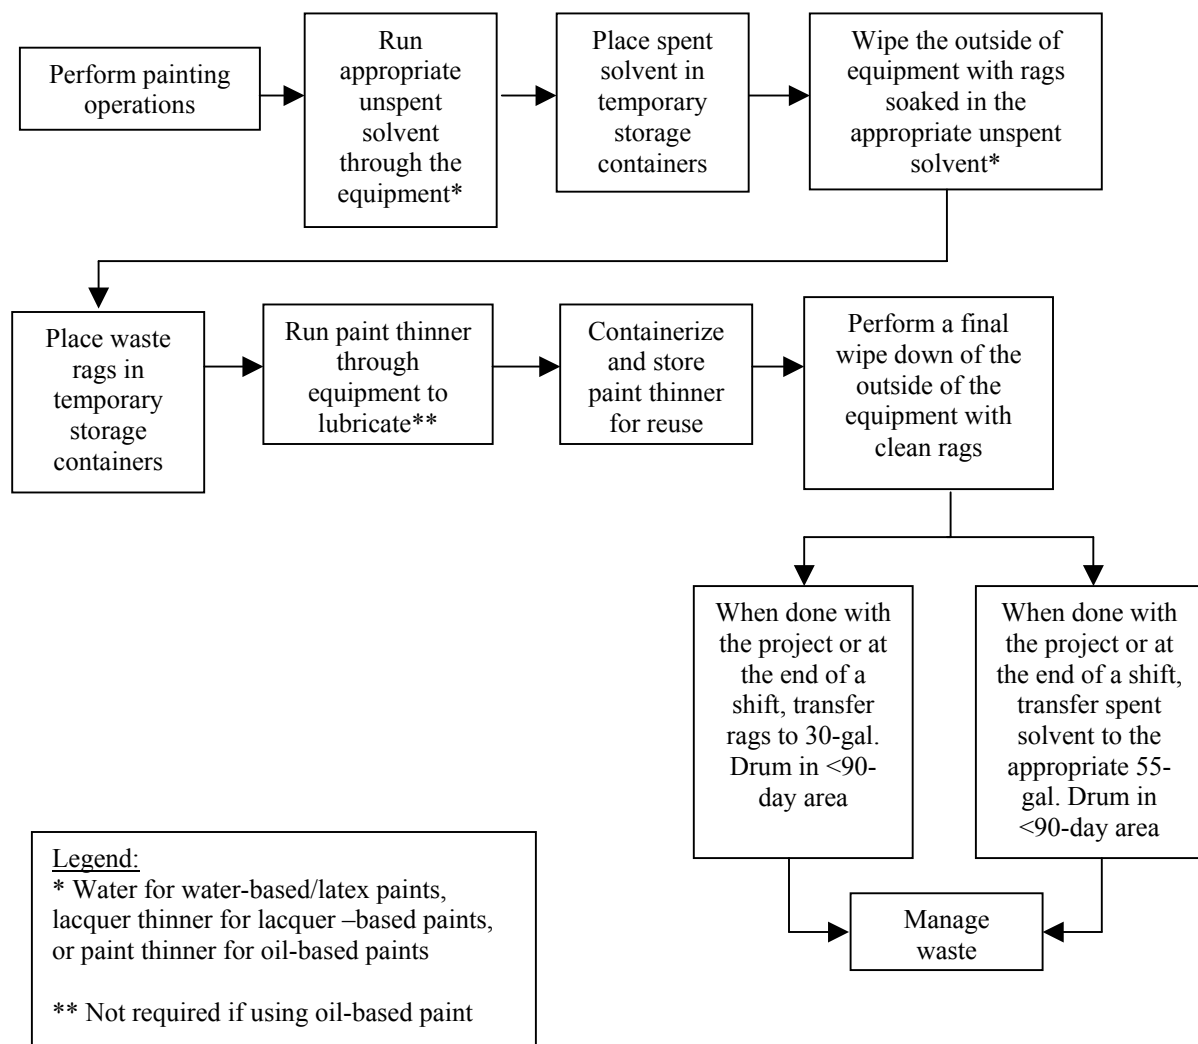 Perform painting
operations
Run
appropriate
unspent
solvent
through the
equipment*
Place spent
solvent in
temporary
storage
containers
Wipe the outside of
equipment with rags
soaked in the
appropriate unspent
solvent*
Place waste
rags in
temporary
storage
containers
Run paint thinner
through
equipment to
lubricate**
Containerize
and store
paint thinner
for reuse
Perform a final
wipe down of the
outside of the
equipment with
clean rags
When done with
the project or at
the end of a
shift, transfer
rags to 30-gal.
Drum in <90-
day area
When done with
the project or at
the end of a shift,
transfer spent
solvent to the
appropriate 55-
gal. Drum in
<90-day area
Manage
waste
Legend:
* Water for water-based/latex paints,
lacquer thinner for lacquer –based paints,
or paint thinner for oil-based paints
** Not required if using oil-based paint